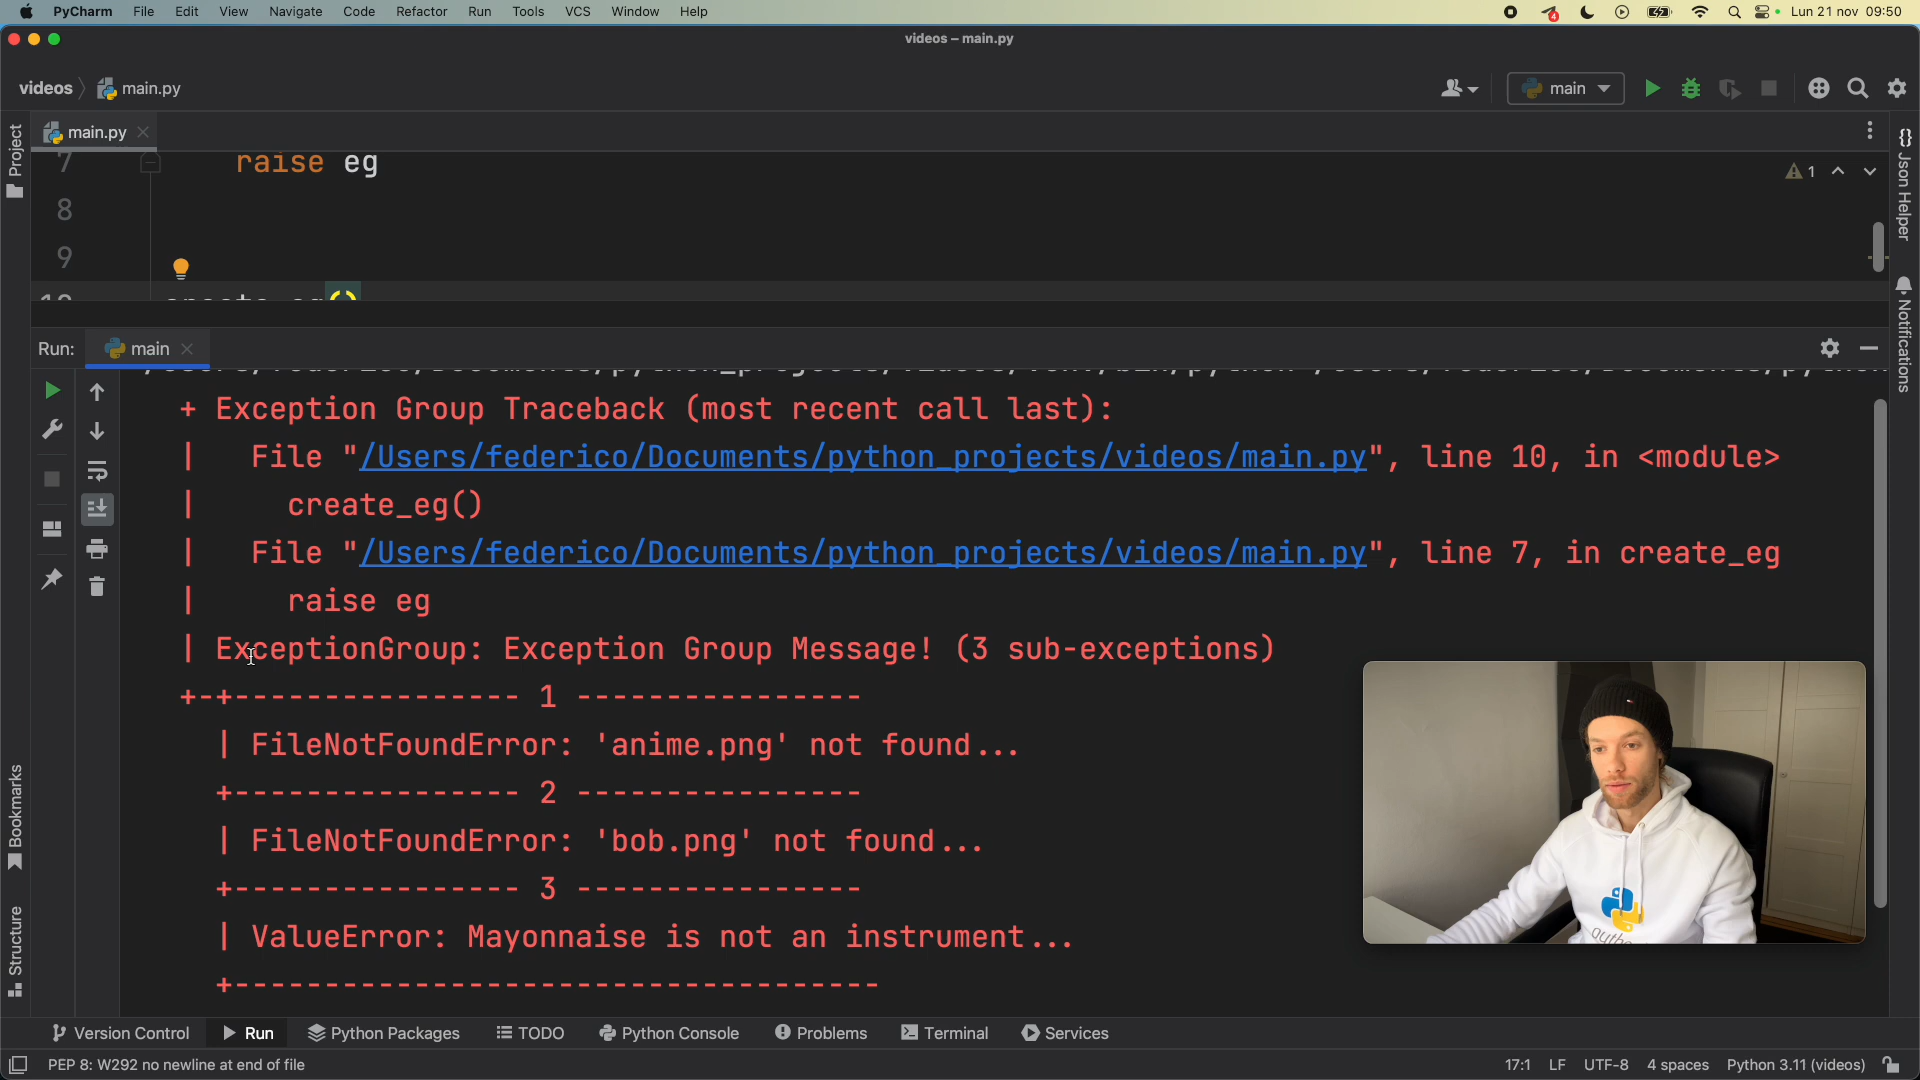 PyCharm File Edit View Navigate Code Refactor Run Tools VCS Window Help 4 Lun 21 nov 09:50
videos – main.py
videos main.py main
Project main.py
7 raise eg 1
8
9
Json Helper
Notifications
Run: main
+ Exception Group Traceback (most recent call last):
| File "/Users/federico/Documents/python_projects/videos/main.py", line 10, in <module>
| create_eg()
| File "/Users/federico/Documents/python_projects/videos/main.py", line 7, in create_eg
| raise eg
| ExceptionGroup: Exception Group Message! (3 sub-exceptions)
+-+---------------- 1 ----------------
| FileNotFoundError: 'anime.png' not found...
+---------------- 2 ----------------
| FileNotFoundError: 'bob.png' not found...
+---------------- 3 ----------------
| ValueError: Mayonnaise is not an instrument...
+------------------------------------
Bookmarks
Structure
Version Control Run Python Packages TODO Python Console Problems Terminal Services
PEP 8: W292 no newline at end of file 17:1 LF UTF-8 4 spaces Python 3.11 (videos)